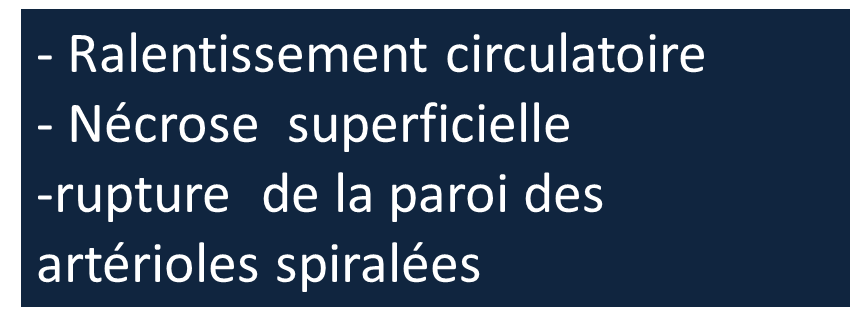 - Ralentissement circulatoire
- Nécrose  superficielle
-rupture  de la paroi des
artérioles spiralées